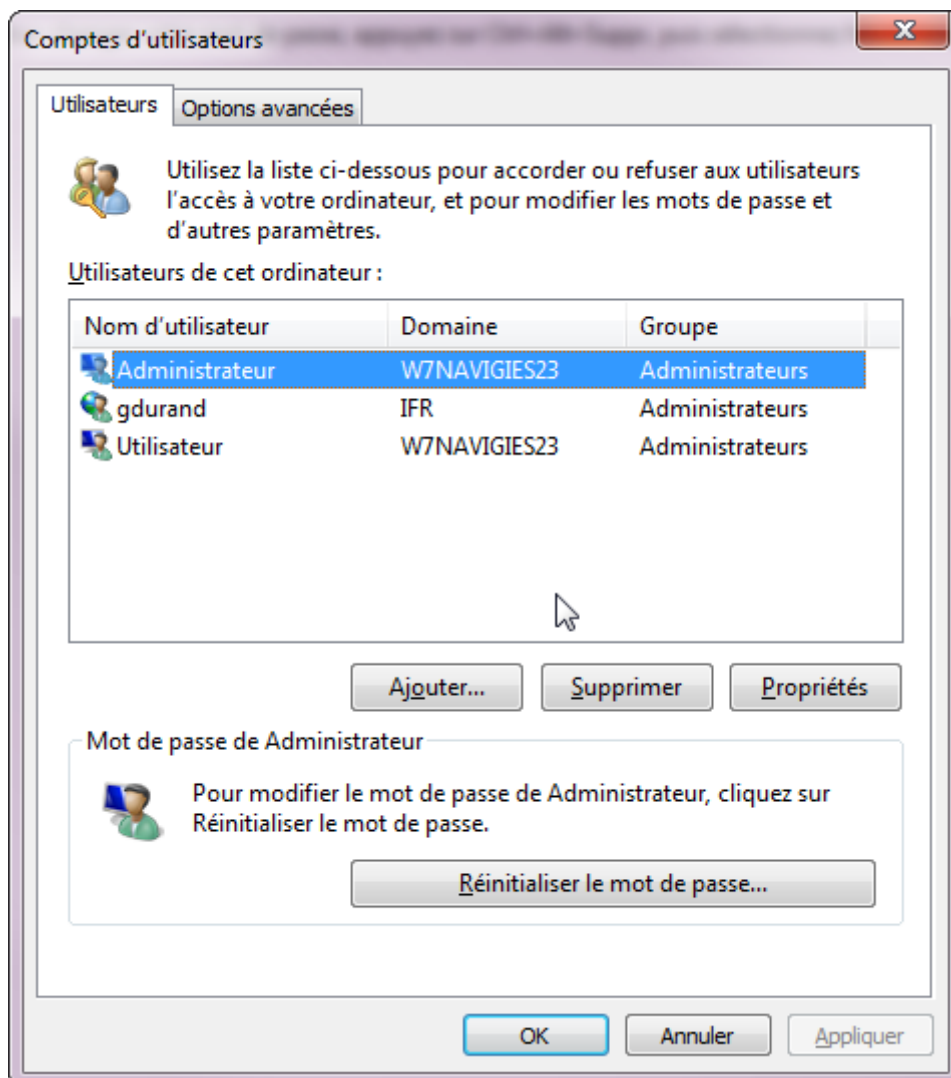 Comptes d'utilisateurs
Utilisateurs
Options avancées
Utilisez la liste ci-dessous pour accorder ou refuser aux utilisateurs
l'accès à votre ordinateur, et pour modifier les mots de passe et
d'autres paramètres.
Utilisateurs de cet ordinateur :
Nom d'utilisateur Domaine Groupe
Administrateur W7NAVIGIES23 Administrateurs
gdurand IFR Administrateurs
Utilisateur W7NAVIGIES23 Administrateurs
Ajouter... Supprimer Propriétés
Mot de passe de Administrateur
Pour modifier le mot de passe de Administrateur, cliquez sur
Réinitialiser le mot de passe.
Réinitialiser le mot de passe...
OK Annuler Appliquer